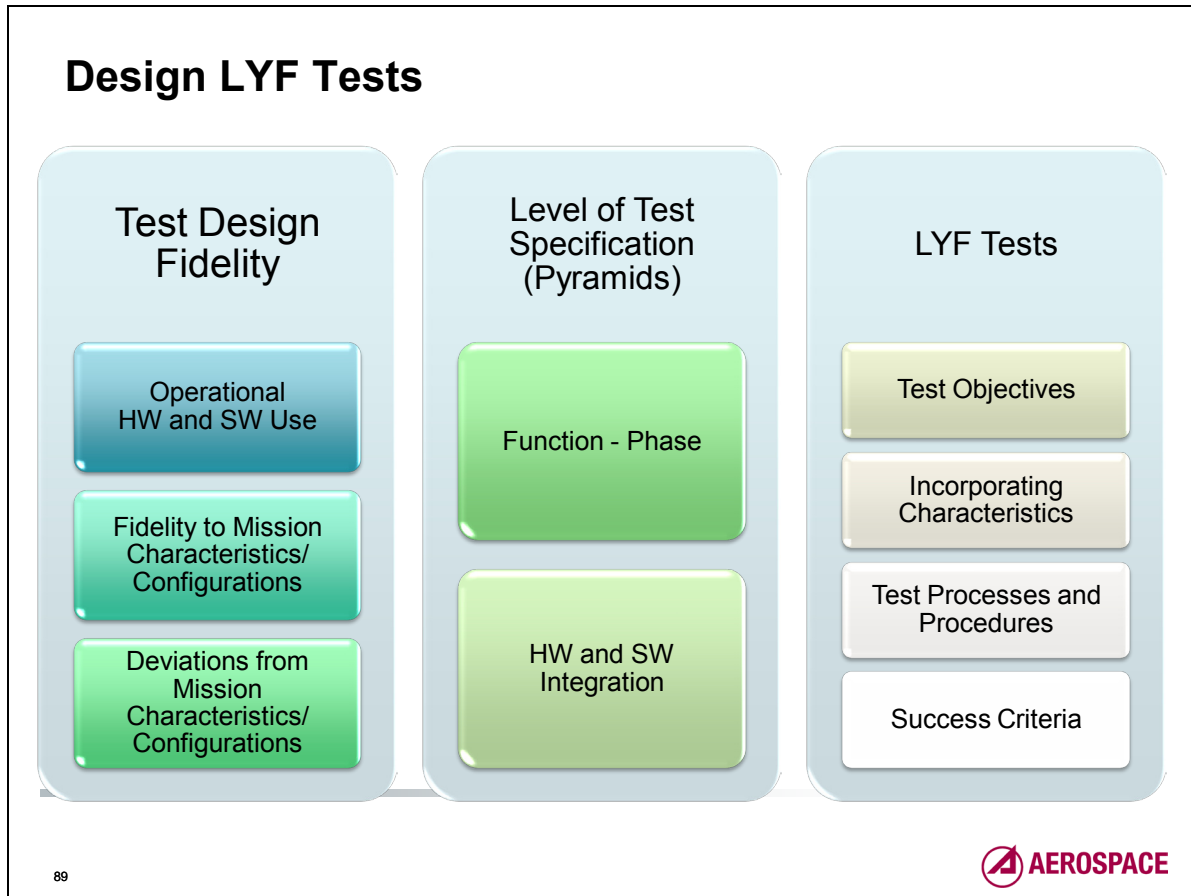 Design LYF Tests
Test Design
Fidelity
Operational
HW and SW Use
Fidelity to Mission
Characteristics/
Configurations
Deviations from
Mission
Characteristics/
Configurations
Level of Test
Specification
(Pyramids)
Function - Phase
HW and SW
Integration
LYF Tests
Test Objectives
Incorporating
Characteristics
Test Processes and
Procedures
Success Criteria
89
AEROSPACE